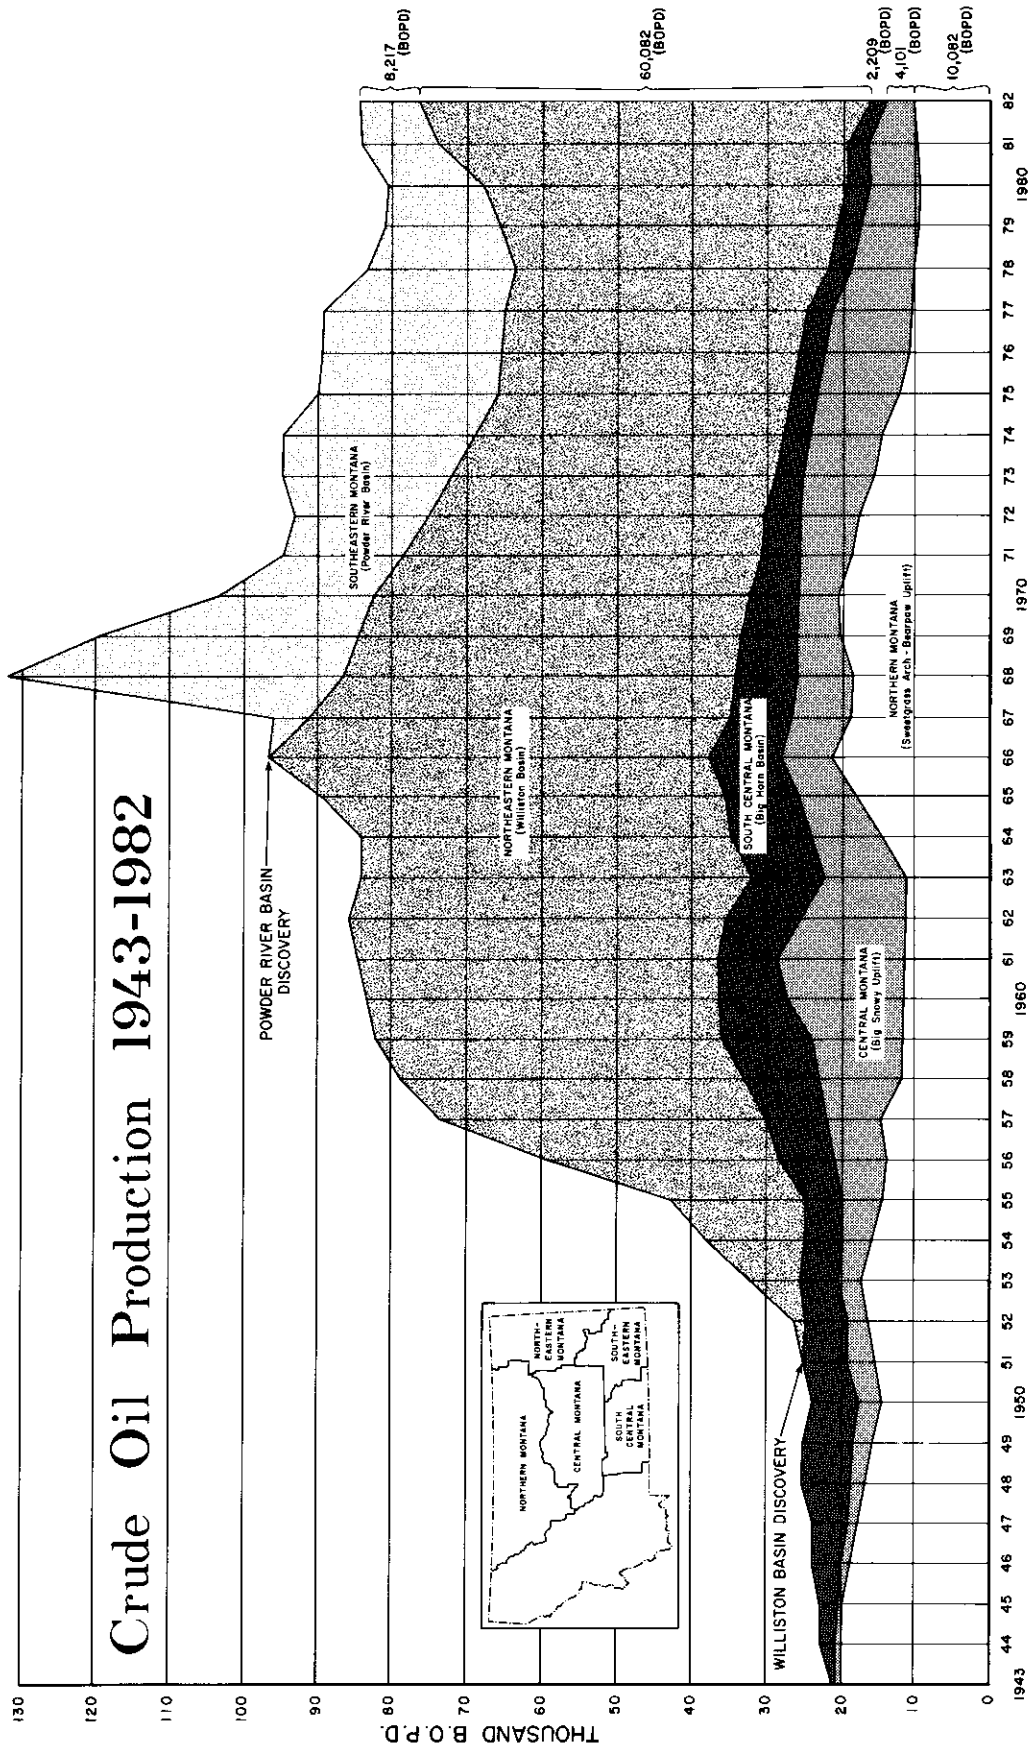 Crude Oil Production 1943-1982
THOUSAND B.O.P.D.
130
120
110
100
90
80
70
60
50
40
30
20
10
0
POWDER RIVER BASIN
DISCOVERY
WILLISTON BASIN DISCOVERY
SOUTHEASTERN MONTANA
(Powder River Basin)
NORTHEASTERN MONTANA
(Williston Basin)
SOUTH CENTRAL MONTANA
(Big Horn Basin)
CENTRAL MONTANA
(Big Snowy Uplift)
NORTHERN MONTANA
(Sweetgrass Arch - Bearpaw Uplift)
NORTHERN MONTANA
NORTH-
EASTERN
MONTANA
CENTRAL MONTANA
SOUTH-
EASTERN
MONTANA
SOUTH
CENTRAL
MONTANA
8,217
(BOPD)
60,082
(BOPD)
2,209
(BOPD)
4,101
(BOPD)
10,082
(BOPD)
1943 44 45 46 47 48 49 1950 51 52 53 54 55 56 57 58 59 1960 61 62 63 64 65 66 67 68 69 1970 71 72 73 74 75 76 77 78 79 1980 81 82